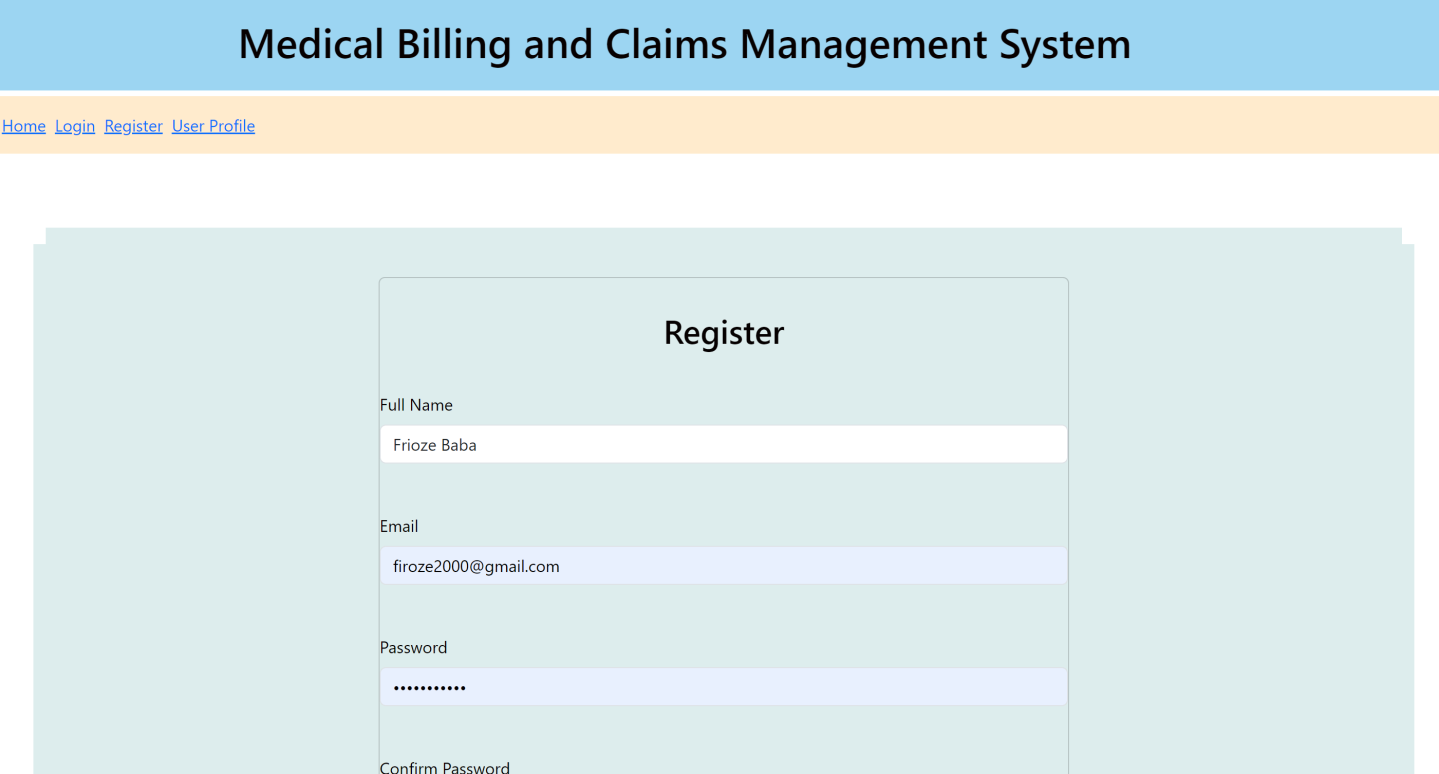 Medical Billing and Claims Management System
Home Login Register User Profile
Register
Full Name
Frioze Baba
Email
firoze2000@gmail.com
Password
•••••••••••
Confirm Password